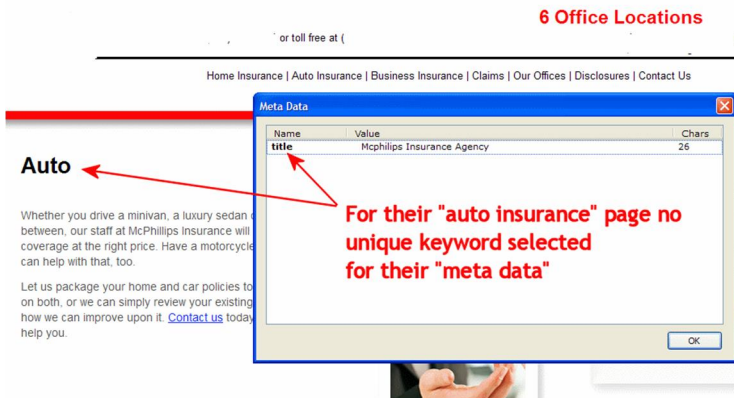 6 Office Locations
or toll free at (
Home Insurance | Auto Insurance | Business Insurance | Claims | Our Offices | Disclosures | Contact Us
Meta Data
Name Value Chars
title Mcphilips Insurance Agency 26
Auto
For their "auto insurance" page no
unique keyword selected
for their "meta data"
Whether you drive a minivan, a luxury sedan
between, our staff at McPhillips Insurance will
coverage at the right price. Have a motorcycle
can help with that, too.
Let us package your home and car policies to
on both, or we can simply review your existing
how we can improve upon it. Contact us today
help you.
OK